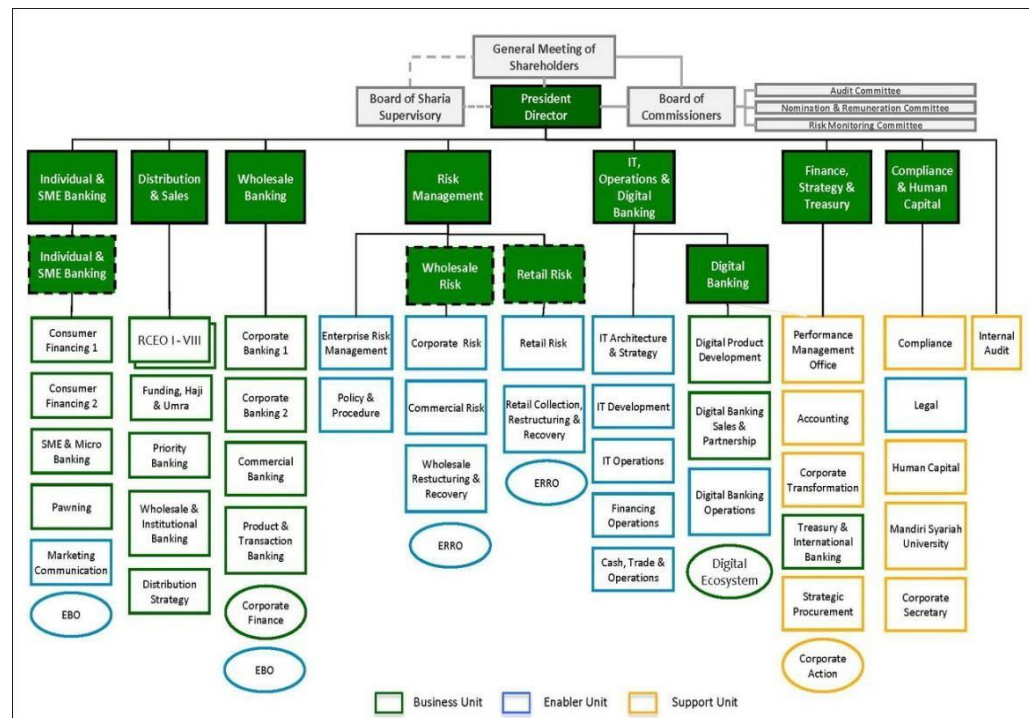 General Meeting of
Shareholders
Board of Sharia
Supervisory
President
Director
Board of
Commissioners
Audit Committee
Nomination & Remuneration Committee
Risk Monitoring Committee
Individual &
SME Banking
Distribution
& Sales
Wholesale
Banking
Risk
Management
IT,
Operations &
Digital
Banking
Finance,
Strategy &
Treasury
Compliance
& Human
Capital
Individual &
SME Banking
Wholesale
Risk
Retail Risk
Digital
Banking
Consumer
Financing 1
Consumer
Financing 2
SME & Micro
Banking
Pawning
Marketing
Communication
EBO
RCEO I - VIII
Funding, Haji
& Umra
Priority
Banking
Wholesale &
Institutional
Banking
Distribution
Strategy
Corporate
Banking 1
Corporate
Banking 2
Commercial
Banking
Product &
Transaction
Banking
Corporate
Finance
EBO
Enterprise Risk
Management
Policy &
Procedure
Corporate Risk
Commercial Risk
Wholesale
Restucturing &
Recovery
ERRO
Retail Risk
Retail Collection,
Restructuring &
Recovery
ERRO
IT Architecture
& Strategy
IT Development
IT Operations
Financing
Operations
Cash, Trade &
Operations
Digital Product
Development
Digital Banking
Sales &
Partnership
Digital Banking
Operations
Digital
Ecosystem
Performance
Management
Office
Accounting
Corporate
Transformation
Treasury &
International
Banking
Strategic
Procurement
Corporate
Action
Compliance
Legal
Human Capital
Mandiri Syariah
University
Corporate
Secretary
Internal
Audit
Business Unit
Enabler Unit
Support Unit